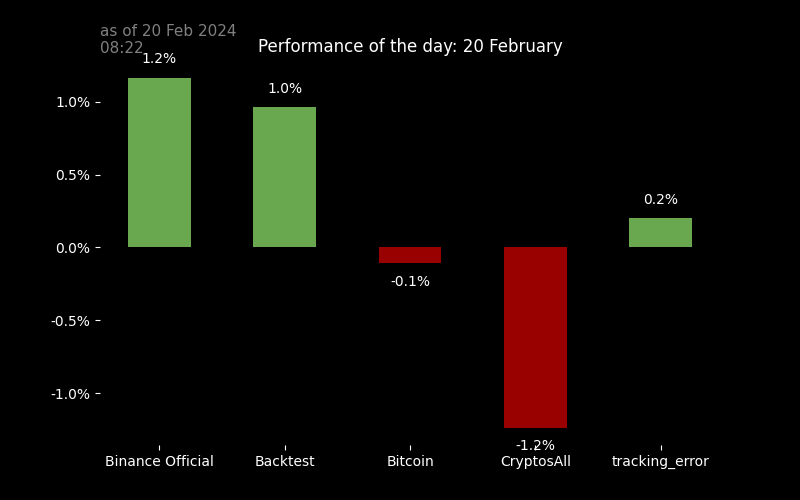 as of 20 Feb 2024
08:22
Performance of the day: 20 February
1.2%
1.0%
-0.1%
-1.2%
0.2%
1.0%
0.5%
0.0%
-0.5%
-1.0%
Binance Official
Backtest
Bitcoin
CryptosAll
tracking_error